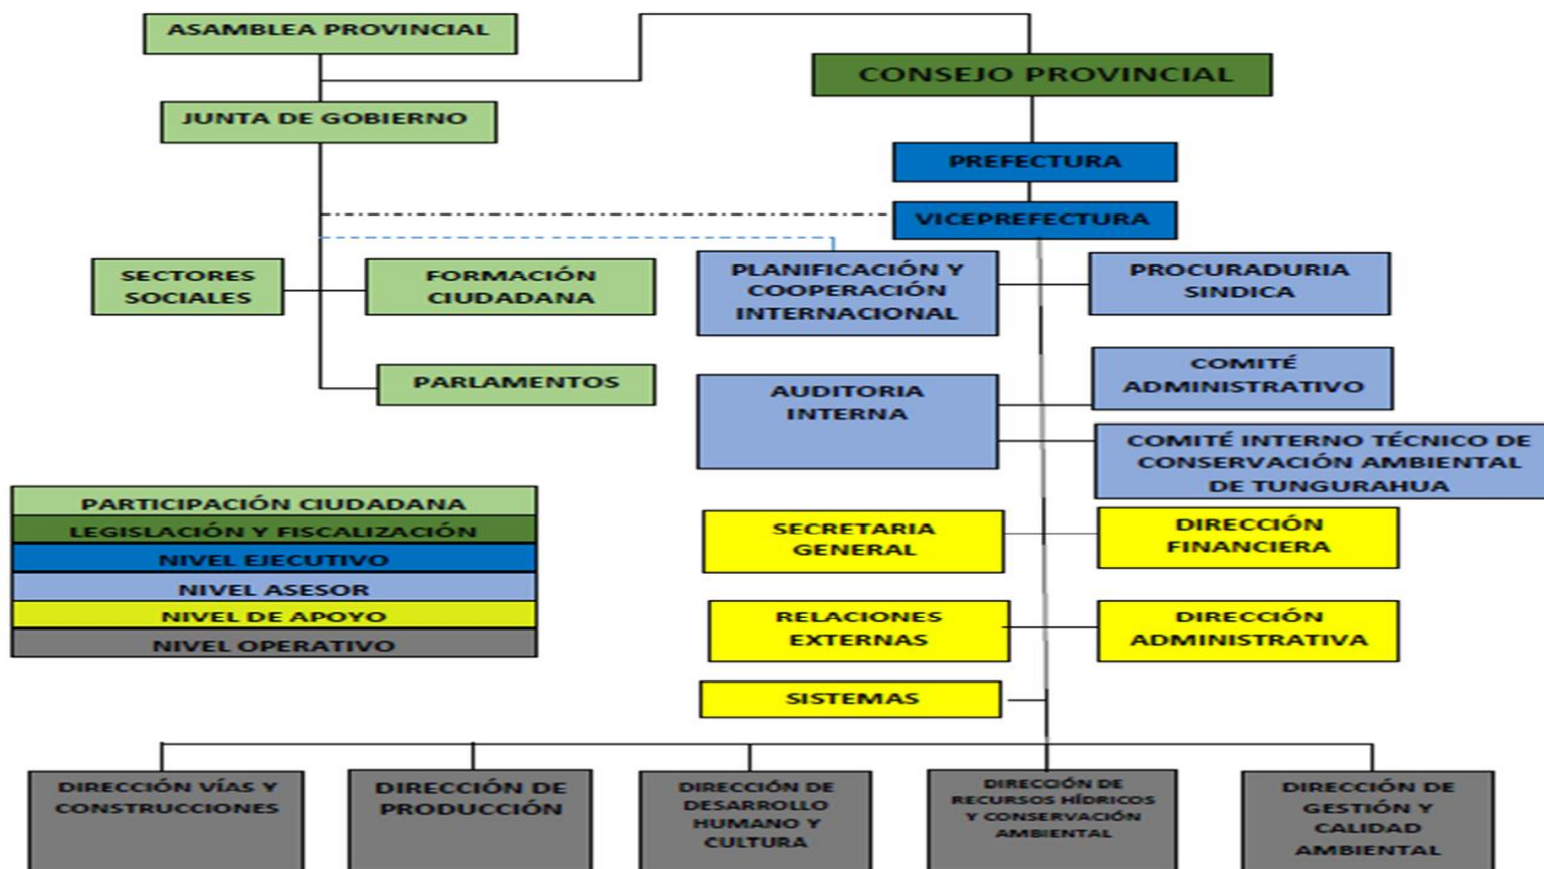 ASAMBLEA PROVINCIAL
CONSEJO PROVINCIAL
JUNTA DE GOBIERNO
PREFECTURA
VICEPREFECTURA
SECTORES
SOCIALES
FORMACIÓN
CIUDADANA
PLANIFICACIÓN Y
COOPERACIÓN
INTERNACIONAL
PROCURADURIA
SINDICA
PARLAMENTOS
AUDITORIA
INTERNA
COMITÉ
ADMINISTRATIVO
COMITÉ INTERNO TÉCNICO DE
CONSERVACIÓN AMBIENTAL
DE TUNGURAHUA
PARTICIPACIÓN CIUDADANA
LEGISLACIÓN Y FISCALIZACIÓN
NIVEL EJECUTIVO
NIVEL ASESOR
NIVEL DE APOYO
NIVEL OPERATIVO
SECRETARIA
GENERAL
DIRECCIÓN
FINANCIERA
RELACIONES
EXTERNAS
DIRECCIÓN
ADMINISTRATIVA
SISTEMAS
DIRECCIÓN VÍAS Y
CONSTRUCCIONES
DIRECCIÓN DE
PRODUCCIÓN
DIRECCIÓN DE
DESARROLLO
HUMANO Y
CULTURA
DIRECCIÓN DE
RECURSOS HÍDRICOS
Y CONSERVACIÓN
AMBIENTAL
DIRECCIÓN DE
GESTIÓN Y
CALIDAD
AMBIENTAL